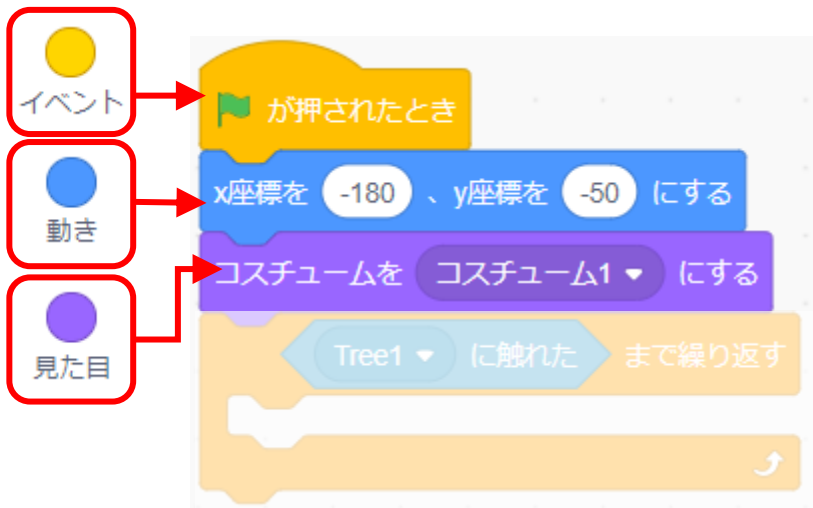 イベント
が押されたとき
動き
x座標を -180 、y座標を -50 にする
見た目
コスチュームを コスチューム1 にする
Tree1 に触れた まで繰り返す